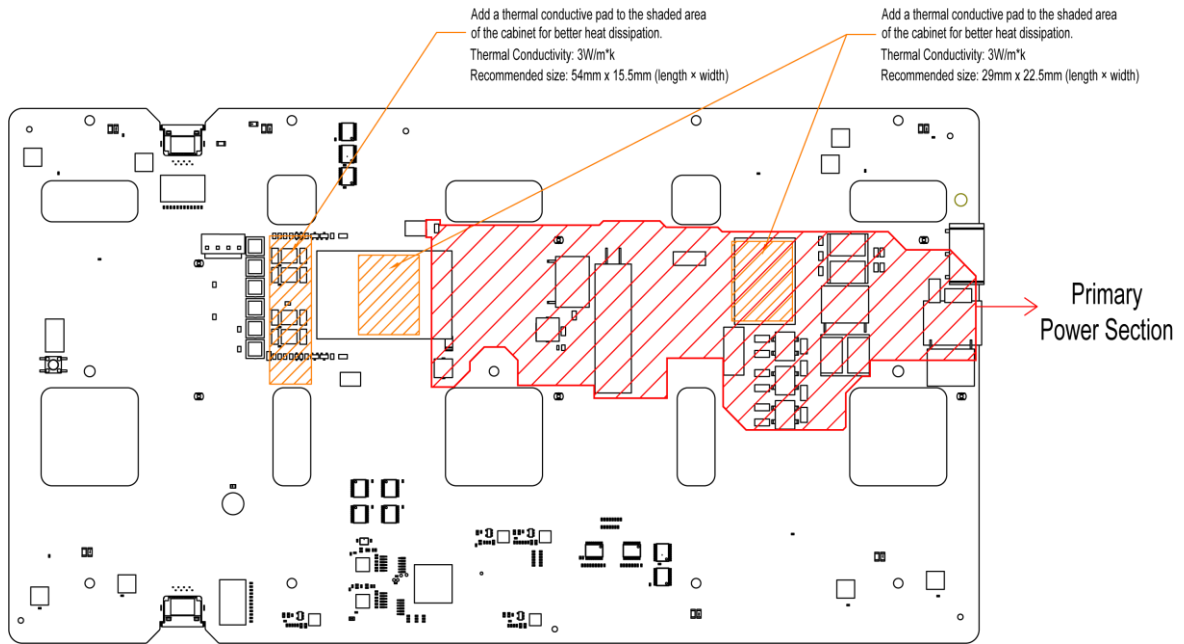 Add a thermal conductive pad to the shaded area
of the cabinet for better heat dissipation.
Thermal Conductivity: 3W/m*k
Recommended size: 54mm x 15.5mm (length × width)
Add a thermal conductive pad to the shaded area
of the cabinet for better heat dissipation.
Thermal Conductivity: 3W/m*k
Recommended size: 29mm x 22.5mm (length × width)
Primary
Power Section